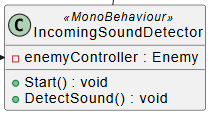 C
«MonoBehaviour»
IncomingSoundDetector
enemyController : Enemy
Start() : void
DetectSound() : void